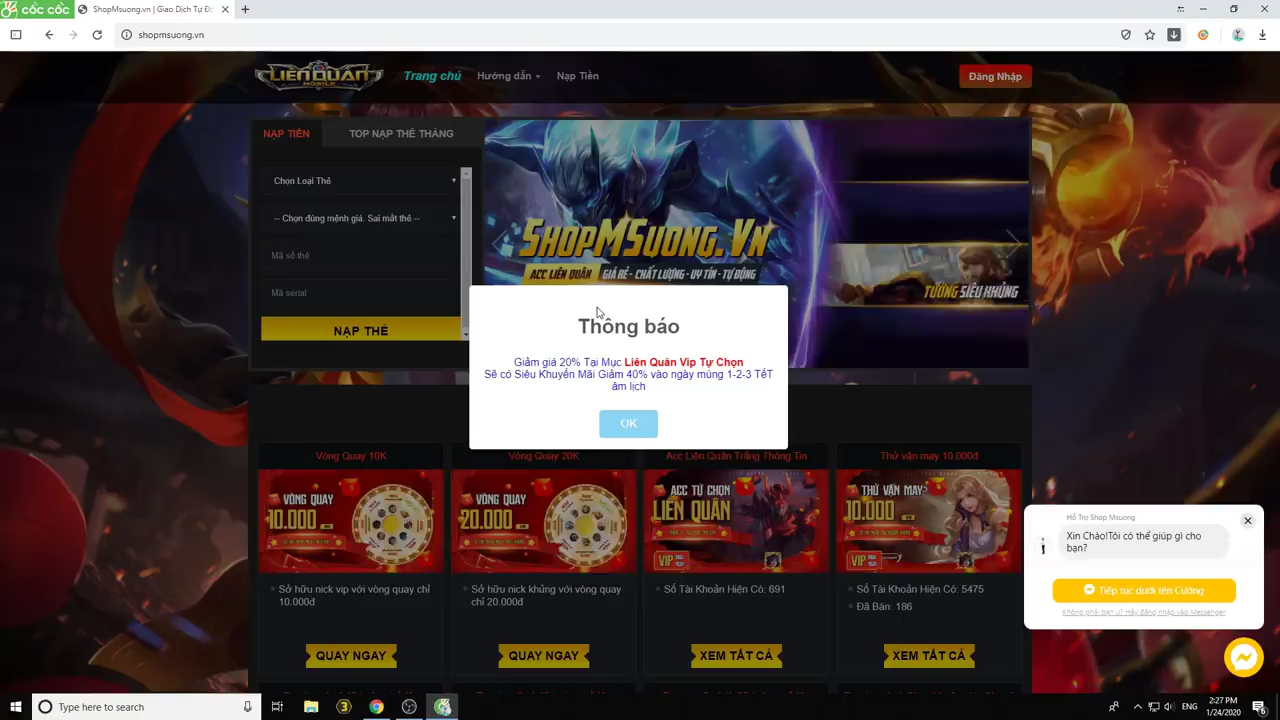 CỐC CỐC
ShopMsuong.vn | Giao Dịch Tự Đ
shopmsuong.vn
LIÊN QUÂN
MOBILE
Trang chủ
Hướng dẫn
Nạp Tiền
Đăng Nhập
NẠP TIỀN
TOP NẠP THẺ THÁNG
Chọn Loại Thẻ
-- Chọn đúng mệnh giá. Sai mất thẻ --
Mã số thẻ
Mã serial
NẠP THẺ
SHOPMSUONG.VN
ACC LIÊN QUÂN GIÁ RẺ - CHẤT LƯỢNG - UY TÍN - TỰ ĐỘNG
TƯỚNG SIÊU KHỦNG
Thông báo
Giảm giá 20% Tại Mục Liên Quân Vip Tự Chọn
Sẽ có Siêu Khuyến Mãi Giảm 40% vào ngày mùng 1-2-3 TếT
âm lịch
OK
Vòng Quay 10K
Vòng Quay 20K
Acc Liên Quân Trắng Thông Tin
Thử vận may 10.000đ
VÒNG QUAY
10.000
VÒNG QUAY
20.000
ACC TỰ CHỌN
LIÊN QUÂN
VIP
THỬ VẬN MAY
10.000
VIP
Sở hữu nick vip với vòng quay chỉ
10.000đ
Sở hữu nick khủng với vòng quay
chỉ 20.000đ
Số Tài Khoản Hiện Có: 691
Số Tài Khoản Hiện Có: 5475
Đã Bán: 186
QUAY NGAY
QUAY NGAY
XEM TẤT CẢ
XEM TẤT CẢ
Hỗ Trợ Shop Msuong
Xin Chào!Tôi có thể giúp gì cho
bạn?
Tiếp tục dưới tên Cường
Không phải bạn ư? Hãy đăng nhập vào Messenger
Type here to search
ENG
2:27 PM
1/24/2020